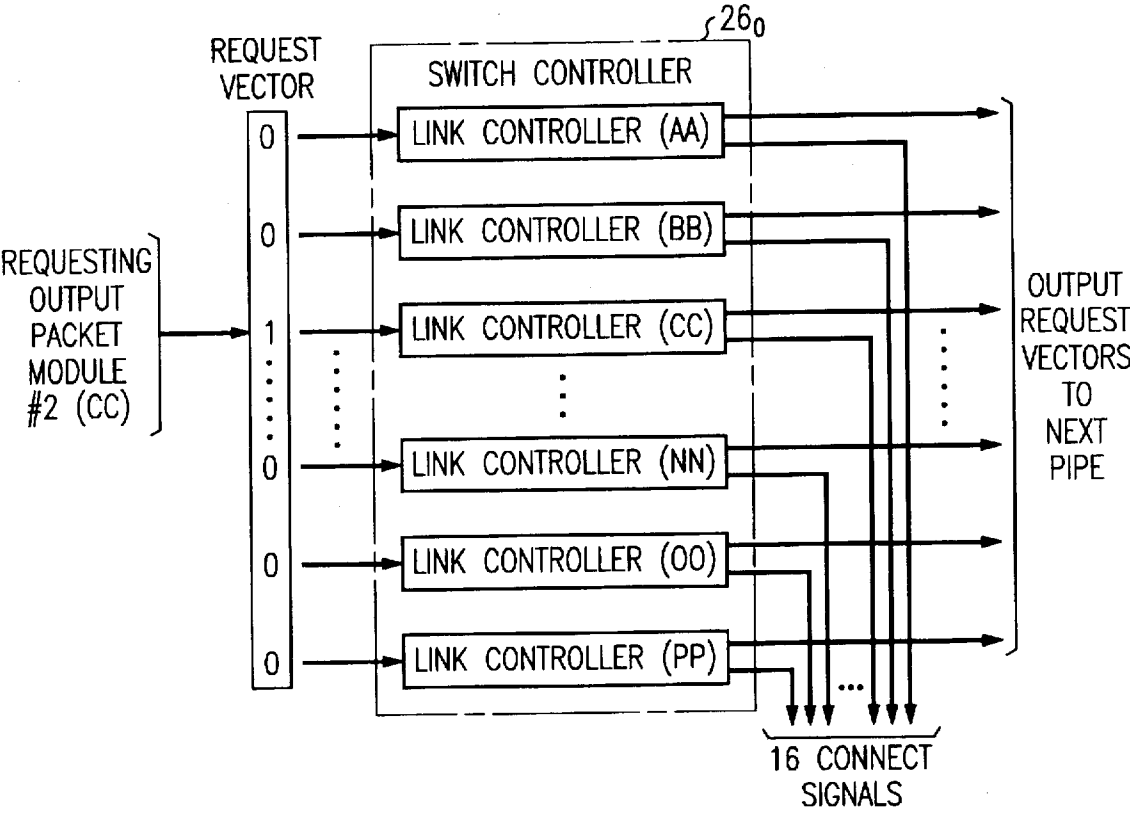 26₀
REQUEST
VECTOR
SWITCH CONTROLLER
0
LINK CONTROLLER (AA)
0
LINK CONTROLLER (BB)
REQUESTING
OUTPUT
PACKET
MODULE
#2 (CC)
1
LINK CONTROLLER (CC)
0
LINK CONTROLLER (NN)
0
LINK CONTROLLER (OO)
0
LINK CONTROLLER (PP)
OUTPUT
REQUEST
VECTORS
TO
NEXT
PIPE
16 CONNECT
SIGNALS